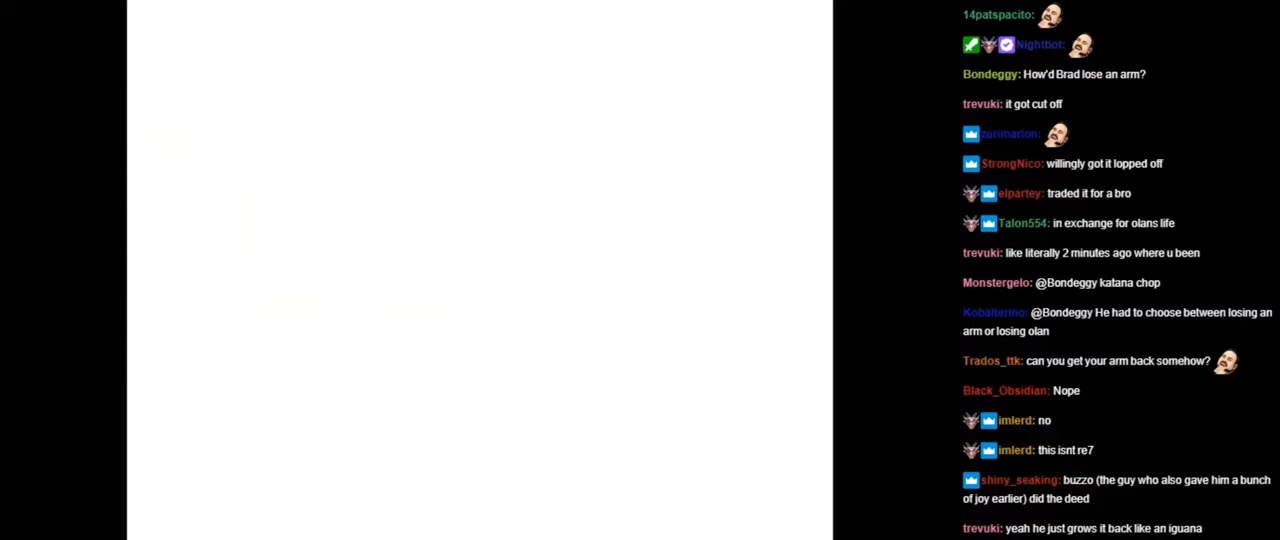 14patspacito:
Nightbot:
Bondeggy: How'd Brad lose an arm?
trevuki: it got cut off
zurimarion:
StrongNico: willingly got it lopped off
elpartey: traded it for a bro
Talon554: in exchange for olans life
trevuki: like literally 2 minutes ago where u been
Monstergelo: @Bondeggy katana chop
Kobalterino: @Bondeggy He had to choose between losing an
arm or losing olan
Trados_ttk: can you get your arm back somehow?
Black_Obsidian: Nope
imlerd: no
imlerd: this isnt re7
shiny_seaking: buzzo (the guy who also gave him a bunch
of joy earlier) did the deed
trevuki: yeah he just grows it back like an iguana